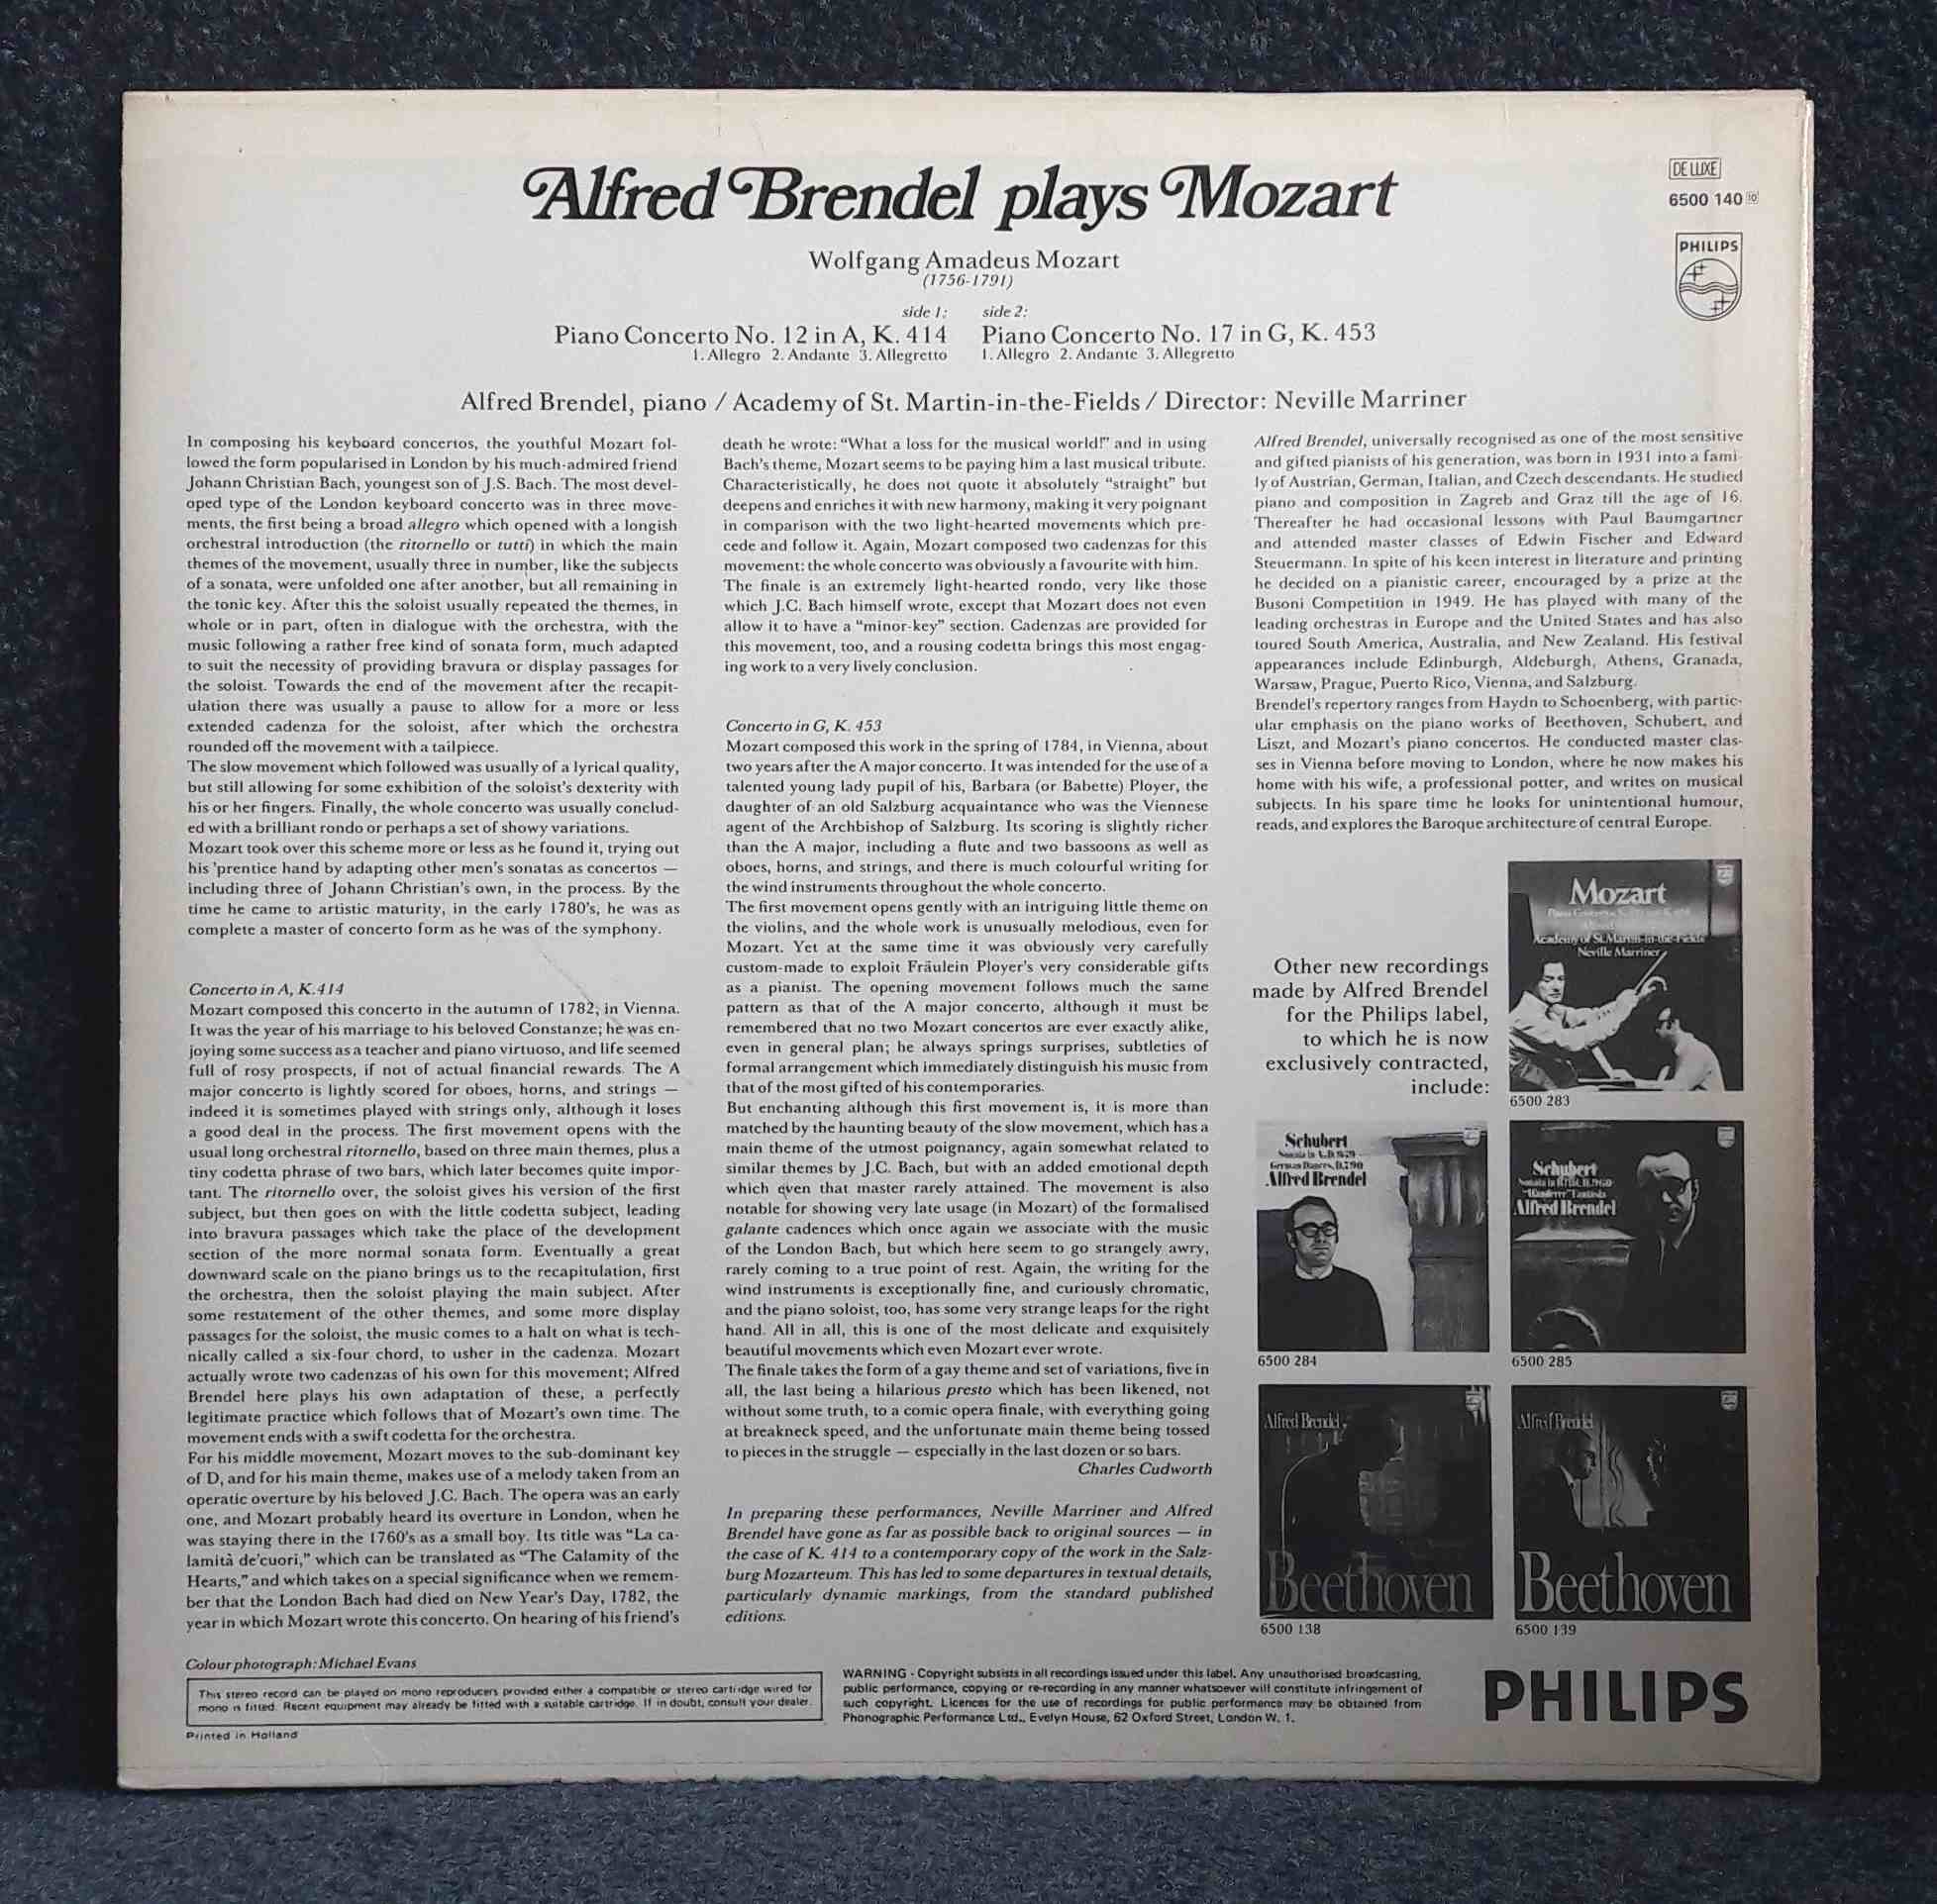 Alfred Brendel plays Mozart
DE LUXE
6500 140 10
PHILIPS
Wolfgang Amadeus Mozart
(1756-1791)
side 1:
Piano Concerto No. 12 in A, K. 414
1. Allegro 2. Andante 3. Allegretto
side 2:
Piano Concerto No. 17 in G, K. 453
1. Allegro 2. Andante 3. Allegretto
Alfred Brendel, piano / Academy of St. Martin-in-the-Fields / Director: Neville Marriner
In composing his keyboard concertos, the youthful Mozart fol-
lowed the form popularised in London by his much-admired friend
Johann Christian Bach, youngest son of J.S. Bach. The most devel-
oped type of the London keyboard concerto was in three move-
ments, the first being a broad allegro which opened with a longish
orchestral introduction (the ritornello or tutti) in which the main
themes of the movement, usually three in number, like the subjects
of a sonata, were unfolded one after another, but all remaining in
the tonic key. After this the soloist usually repeated the themes, in
whole or in part, often in dialogue with the orchestra, with the
music following a rather free kind of sonata form, much adapted
to suit the necessity of providing bravura or display passages for
the soloist. Towards the end of the movement after the recapit-
ulation there was usually a pause to allow for a more or less
extended cadenza for the soloist, after which the orchestra
rounded off the movement with a tailpiece.
The slow movement which followed was usually of a lyrical quality,
but still allowing for some exhibition of the soloist's dexterity with
his or her fingers. Finally, the whole concerto was usually conclud-
ed with a brilliant rondo or perhaps a set of showy variations.
Mozart took over this scheme more or less as he found it, trying out
his 'prentice hand by adapting other men's sonatas as concertos —
including three of Johann Christian's own, in the process. By the
time he came to artistic maturity, in the early 1780's, he was as
complete a master of concerto form as he was of the symphony.
Concerto in A, K.414
Mozart composed this concerto in the autumn of 1782, in Vienna.
It was the year of his marriage to his beloved Constanze; he was en-
joying some success as a teacher and piano virtuoso, and life seemed
full of rosy prospects, if not of actual financial rewards. The A
major concerto is lightly scored for oboes, horns, and strings —
indeed it is sometimes played with strings only, although it loses
a good deal in the process. The first movement opens with the
usual long orchestral ritornello, based on three main themes, plus a
tiny codetta phrase of two bars, which later becomes quite impor-
tant. The ritornello over, the soloist gives his version of the first
subject, but then goes on with the little codetta subject, leading
into bravura passages which take the place of the development
section of the more normal sonata form. Eventually a great
downward scale on the piano brings us to the recapitulation, first
the orchestra, then the soloist playing the main subject. After
some restatement of the other themes, and some more display
passages for the soloist, the music comes to a halt on what is tech-
nically called a six-four chord, to usher in the cadenza. Mozart
actually wrote two cadenzas of his own for this movement; Alfred
Brendel here plays his own adaptation of these, a perfectly
legitimate practice which follows that of Mozart's own time. The
movement ends with a swift codetta for the orchestra.
For his middle movement, Mozart moves to the sub-dominant key
of D, and for his main theme, makes use of a melody taken from an
operatic overture by his beloved J.C. Bach. The opera was an early
one, and Mozart probably heard its overture in London, when he
was staying there in the 1760's as a small boy. Its title was "La ca-
lamità de'cuori," which can be translated as "The Calamity of the
Hearts," and which takes on a special significance when we remem-
ber that the London Bach had died on New Year's Day, 1782, the
year in which Mozart wrote this concerto. On hearing of his friend's
death he wrote: "What a loss for the musical world!" and in using
Bach's theme, Mozart seems to be paying him a last musical tribute.
Characteristically, he does not quote it absolutely "straight" but
deepens and enriches it with new harmony, making it very poignant
in comparison with the two light-hearted movements which pre-
cede and follow it. Again, Mozart composed two cadenzas for this
movement: the whole concerto was obviously a favourite with him.
The finale is an extremely light-hearted rondo, very like those
which J.C. Bach himself wrote, except that Mozart does not even
allow it to have a "minor-key" section. Cadenzas are provided for
this movement, too, and a rousing codetta brings this most engag-
ing work to a very lively conclusion.
Concerto in G, K. 453
Mozart composed this work in the spring of 1784, in Vienna, about
two years after the A major concerto. It was intended for the use of a
talented young lady pupil of his, Barbara (or Babette) Ployer, the
daughter of an old Salzburg acquaintance who was the Viennese
agent of the Archbishop of Salzburg. Its scoring is slightly richer
than the A major, including a flute and two bassoons as well as
oboes, horns, and strings, and there is much colourful writing for
the wind instruments throughout the whole concerto.
The first movement opens gently with an intriguing little theme on
the violins, and the whole work is unusually melodious, even for
Mozart. Yet at the same time it was obviously very carefully
custom-made to exploit Fräulein Ployer's very considerable gifts
as a pianist. The opening movement follows much the same
pattern as that of the A major concerto, although it must be
remembered that no two Mozart concertos are ever exactly alike,
even in general plan; he always springs surprises, subtleties of
formal arrangement which immediately distinguish his music from
that of the most gifted of his contemporaries.
But enchanting although this first movement is, it is more than
matched by the haunting beauty of the slow movement, which has a
main theme of the utmost poignancy, again somewhat related to
similar themes by J.C. Bach, but with an added emotional depth
which even that master rarely attained. The movement is also
notable for showing very late usage (in Mozart) of the formalised
galante cadences which once again we associate with the music
of the London Bach, but which here seem to go strangely awry,
rarely coming to a true point of rest. Again, the writing for the
wind instruments is exceptionally fine, and curiously chromatic,
and the piano soloist, too, has some very strange leaps for the right
hand. All in all, this is one of the most delicate and exquisitely
beautiful movements which even Mozart ever wrote.
The finale takes the form of a gay theme and set of variations, five in
all, the last being a hilarious presto which has been likened, not
without some truth, to a comic opera finale, with everything going
at breakneck speed, and the unfortunate main theme being tossed
to pieces in the struggle — especially in the last dozen or so bars.
Charles Cudworth
In preparing these performances, Neville Marriner and Alfred
Brendel have gone as far as possible back to original sources — in
the case of K. 414 to a contemporary copy of the work in the Salz-
burg Mozarteum. This has led to some departures in textual details,
particularly dynamic markings, from the standard published
editions.
Alfred Brendel, universally recognised as one of the most sensitive
and gifted pianists of his generation, was born in 1931 into a fami-
ly of Austrian, German, Italian, and Czech descendants. He studied
piano and composition in Zagreb and Graz till the age of 16.
Thereafter he had occasional lessons with Paul Baumgartner
and attended master classes of Edwin Fischer and Edward
Steuermann. In spite of his keen interest in literature and printing
he decided on a pianistic career, encouraged by a prize at the
Busoni Competition in 1949. He has played with many of the
leading orchestras in Europe and the United States and has also
toured South America, Australia, and New Zealand. His festival
appearances include Edinburgh, Aldeburgh, Athens, Granada,
Warsaw, Prague, Puerto Rico, Vienna, and Salzburg.
Brendel's repertory ranges from Haydn to Schoenberg, with partic-
ular emphasis on the piano works of Beethoven, Schubert, and
Liszt, and Mozart's piano concertos. He conducted master clas-
ses in Vienna before moving to London, where he now makes his
home with his wife, a professional potter, and writes on musical
subjects. In his spare time he looks for unintentional humour,
reads, and explores the Baroque architecture of central Europe.
Other new recordings
made by Alfred Brendel
for the Philips label,
to which he is now
exclusively contracted,
include:
Mozart
Academy of St. Martin-in-the-Fields
Neville Marriner
6500 283
Schubert
German Dances, D.790
Alfred Brendel
6500 284
Schubert
"Wanderer" Fantasia
Alfred Brendel
6500 285
Alfred Brendel
Beethoven
6500 138
Alfred Brendel
Beethoven
6500 139
Colour photograph: Michael Evans
This stereo record can be played on mono reproducers provided either a compatible or stereo cartridge wired for
mono is fitted. Recent equipment may already be fitted with a suitable cartridge. If in doubt, consult your dealer.
Printed in Holland
WARNING - Copyright subsists in all recordings issued under this label. Any unauthorised broadcasting,
public performance, copying or re-recording in any manner whatsoever will constitute infringement of
such copyright. Licences for the use of recordings for public performance may be obtained from
Phonographic Performance Ltd., Evelyn House, 62 Oxford Street, London W. 1.
PHILIPS